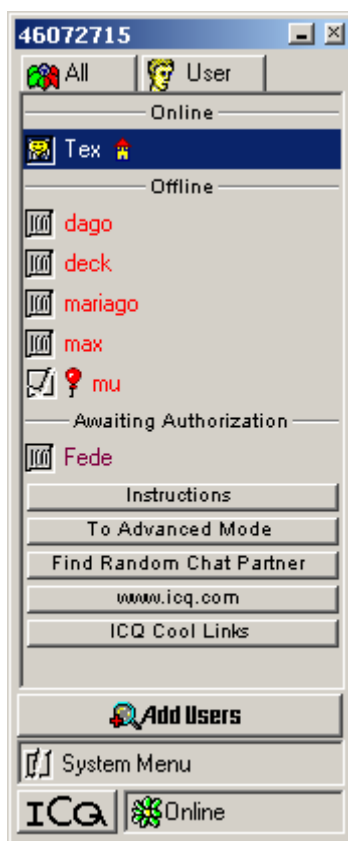 46072715
All User
Online
Tex
Offline
dago
deck
mariago
max
mu
Awaiting Authorization
Fede
Instructions
To Advanced Mode
Find Random Chat Partner
www.icq.com
ICQ Cool Links
Add Users
System Menu
ICQ Online